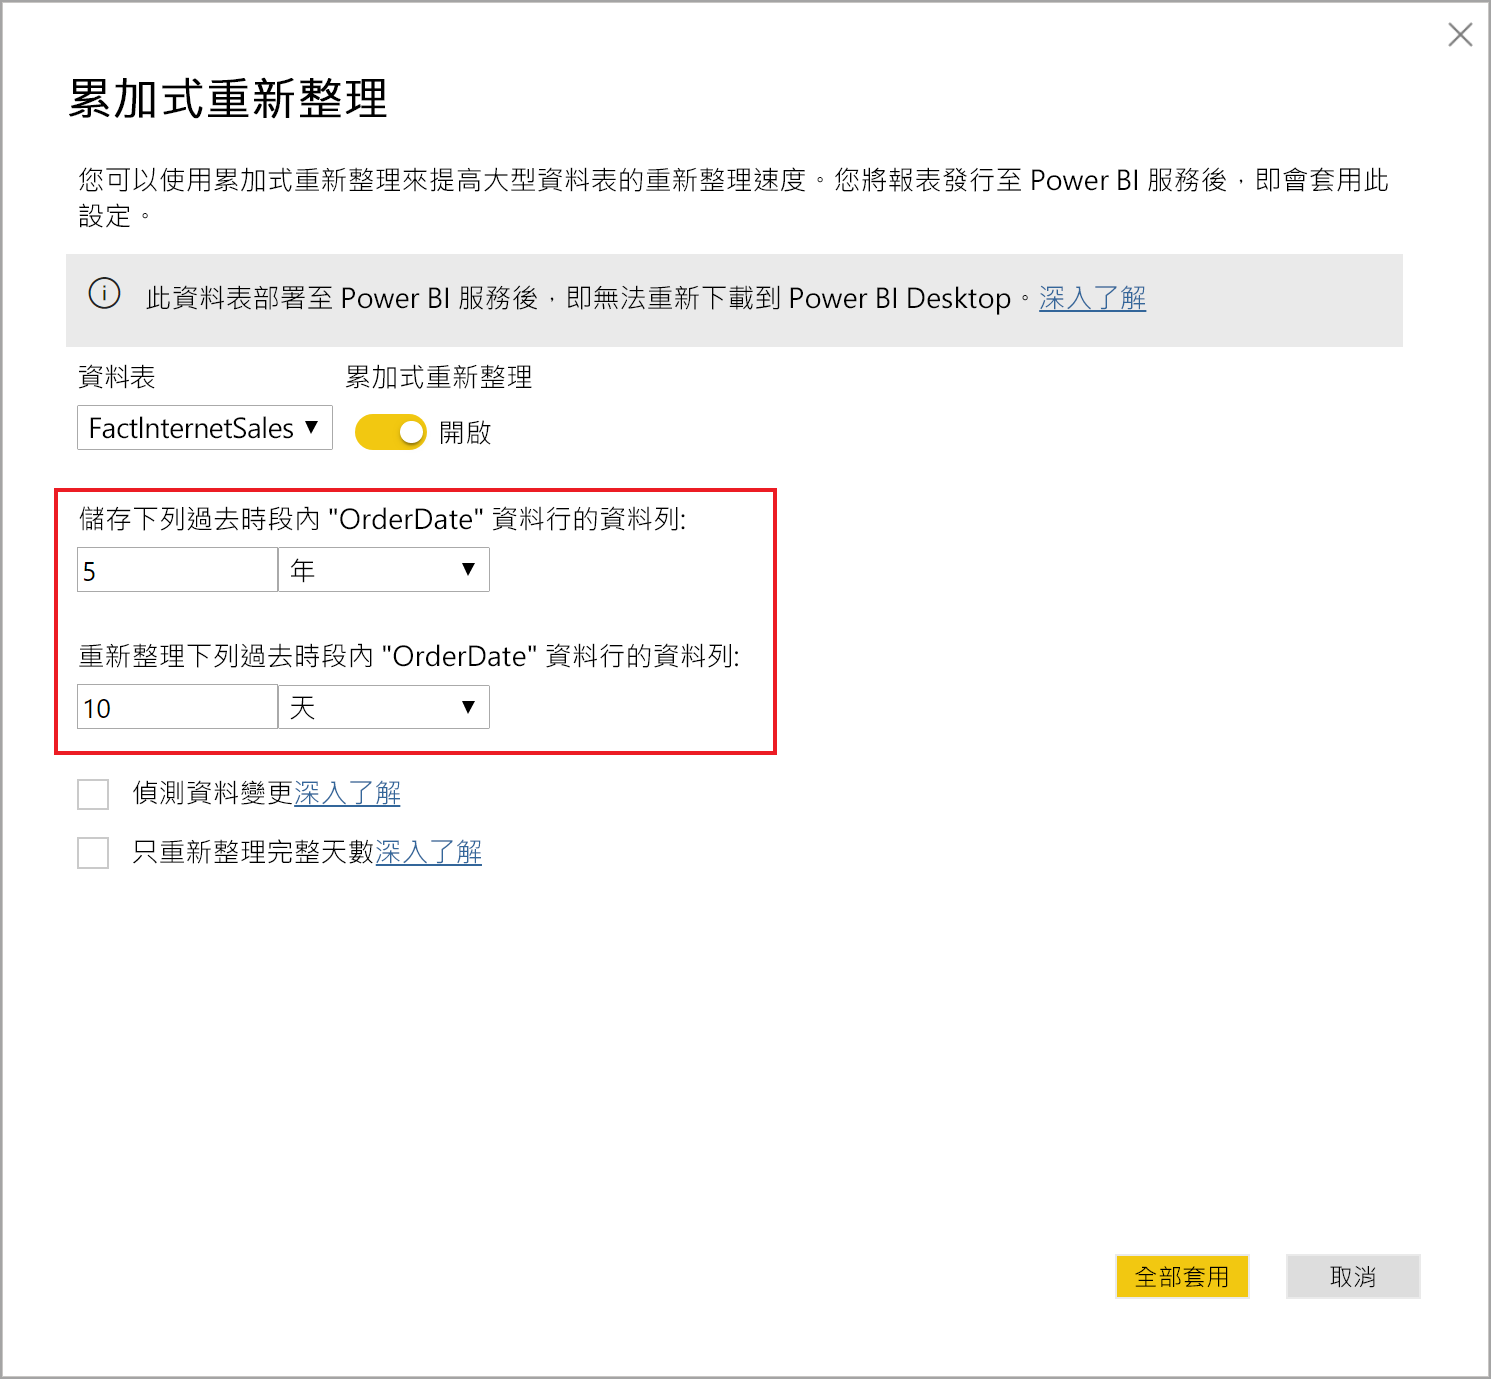 累加式重新整理
您可以使用累加式重新整理來提高大型資料表的重新整理速度。您將報表發行至 Power BI 服務後，即會套用此
設定。
此資料表部署至 Power BI 服務後，即無法重新下載到 Power BI Desktop。深入了解
資料表 累加式重新整理
FactInternetSales 開啟
儲存下列過去時段內 "OrderDate" 資料行的資料列:
5 年
重新整理下列過去時段內 "OrderDate" 資料行的資料列:
10 天
偵測資料變更深入了解
只重新整理完整天數深入了解
全部套用 取消